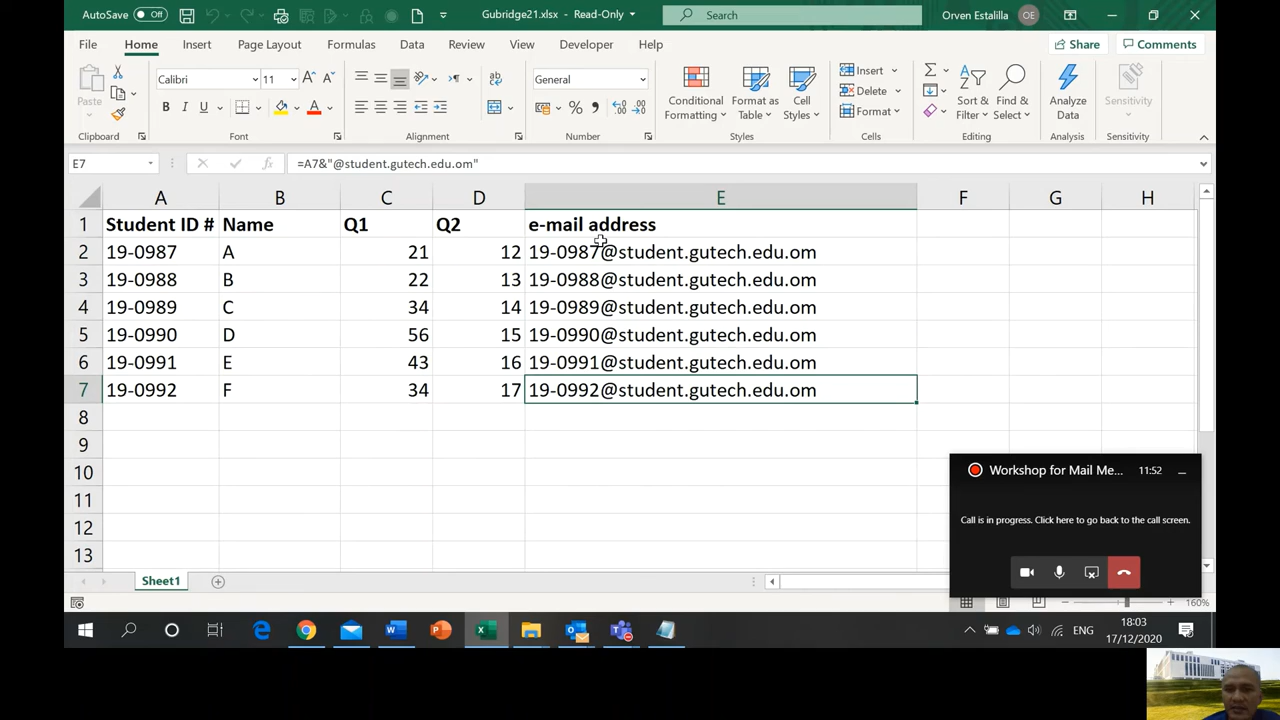 AutoSave Off Gubridge21.xlsx - Read-Only Search Orven Estalilla OE
File Home Insert Page Layout Formulas Data Review View Developer Help Share Comments
Paste Calibri 11 A A B I U A ab General % , Conditional Formatting Format as Table Cell Styles Insert Delete Format Sort & Filter Find & Select Analyze Data Sensitivity
Clipboard Font Alignment Number Styles Cells Editing Analysis Sensitivity
E7 fx =A7&"@student.gutech.edu.om"
A B C D E F G H
1 Student ID # Name Q1 Q2 e-mail address
2 19-0987 A 21 12 19-0987@student.gutech.edu.om
3 19-0988 B 22 13 19-0988@student.gutech.edu.om
4 19-0989 C 34 14 19-0989@student.gutech.edu.om
5 19-0990 D 56 15 19-0990@student.gutech.edu.om
6 19-0991 E 43 16 19-0991@student.gutech.edu.om
7 19-0992 F 34 17 19-0992@student.gutech.edu.om
8
9
10
11
12
13
Workshop for Mail Me... 11:52
Call is in progress. Click here to go back to the call screen.
Sheet1
160%
ENG 18:03
17/12/2020